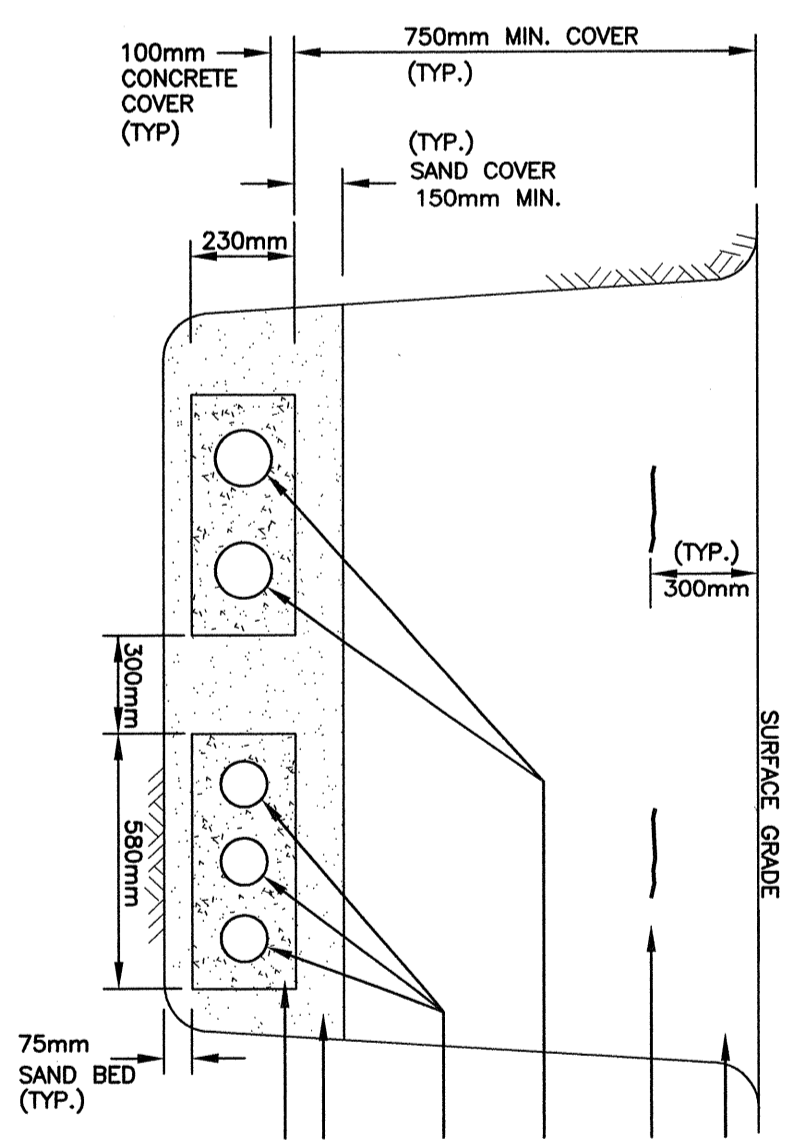 750mm MIN. COVER
(TYP.)
100mm
CONCRETE
COVER
(TYP)
(TYP.)
SAND COVER
150mm MIN.
230mm
(TYP.)
300mm
300mm
SURFACE GRADE
580mm
75mm
SAND BED
(TYP.)